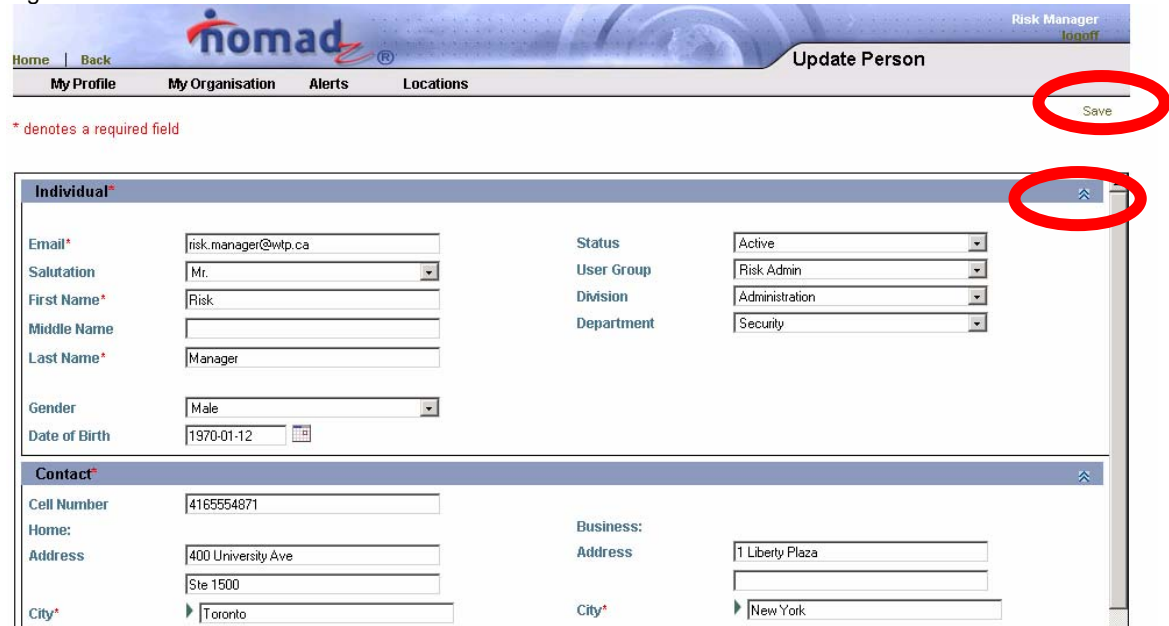 nomadz ®
Risk Manager
logoff
Home | Back
Update Person
My Profile My Organisation Alerts Locations
Save
* denotes a required field
Individual*
Email* risk.manager@wtp.ca Status Active
Salutation Mr. User Group Risk Admin
First Name* Risk Division Administration
Middle Name Department Security
Last Name* Manager
Gender Male
Date of Birth 1970-01-12
Contact*
Cell Number 4165554871
Home: Business:
Address 400 University Ave Address 1 Liberty Plaza
Ste 1500
City* Toronto City* New York